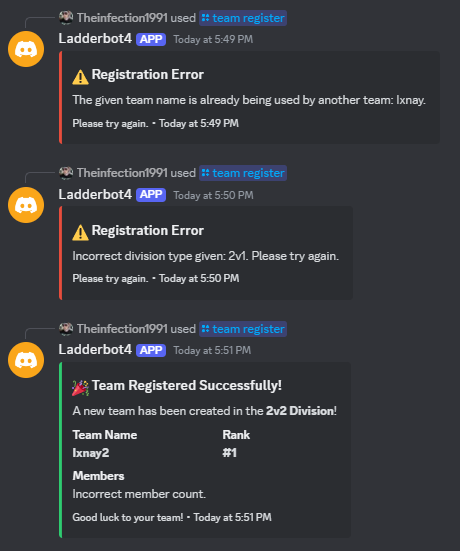 Theinfection1991 used team register
Ladderbot4 APP Today at 5:49 PM
Registration Error
The given team name is already being used by another team: Ixnay.
Please try again. • Today at 5:49 PM
Theinfection1991 used team register
Ladderbot4 APP Today at 5:50 PM
Registration Error
Incorrect division type given: 2v1. Please try again.
Please try again. • Today at 5:50 PM
Theinfection1991 used team register
Ladderbot4 APP Today at 5:51 PM
Team Registered Successfully!
A new team has been created in the 2v2 Division!
Team Name Rank
Ixnay2 #1
Members
Incorrect member count.
Good luck to your team! • Today at 5:51 PM